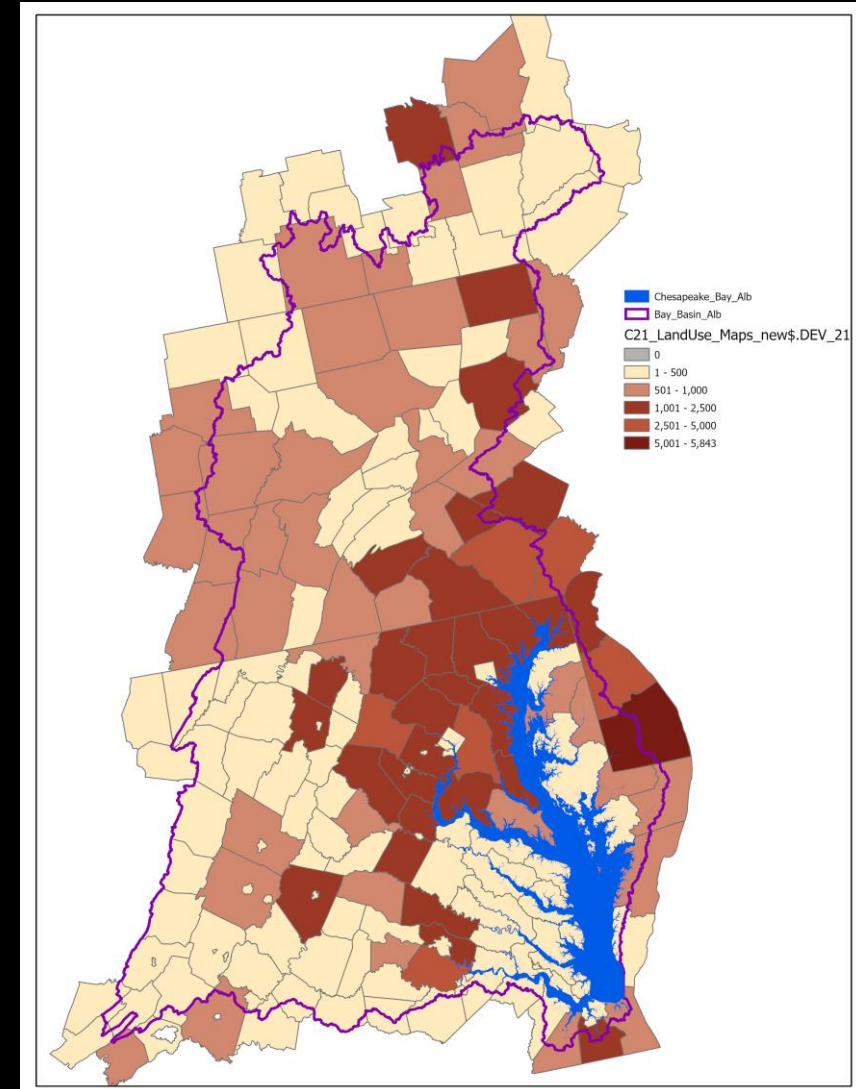 Chesapeake_Bay_Alb
Bay_Basin_Alb
C21_LandUse_Maps_new$.DEV_21
0
1 - 500
501 - 1,000
1,001 - 2,500
2,501 - 5,000
5,001 - 5,843